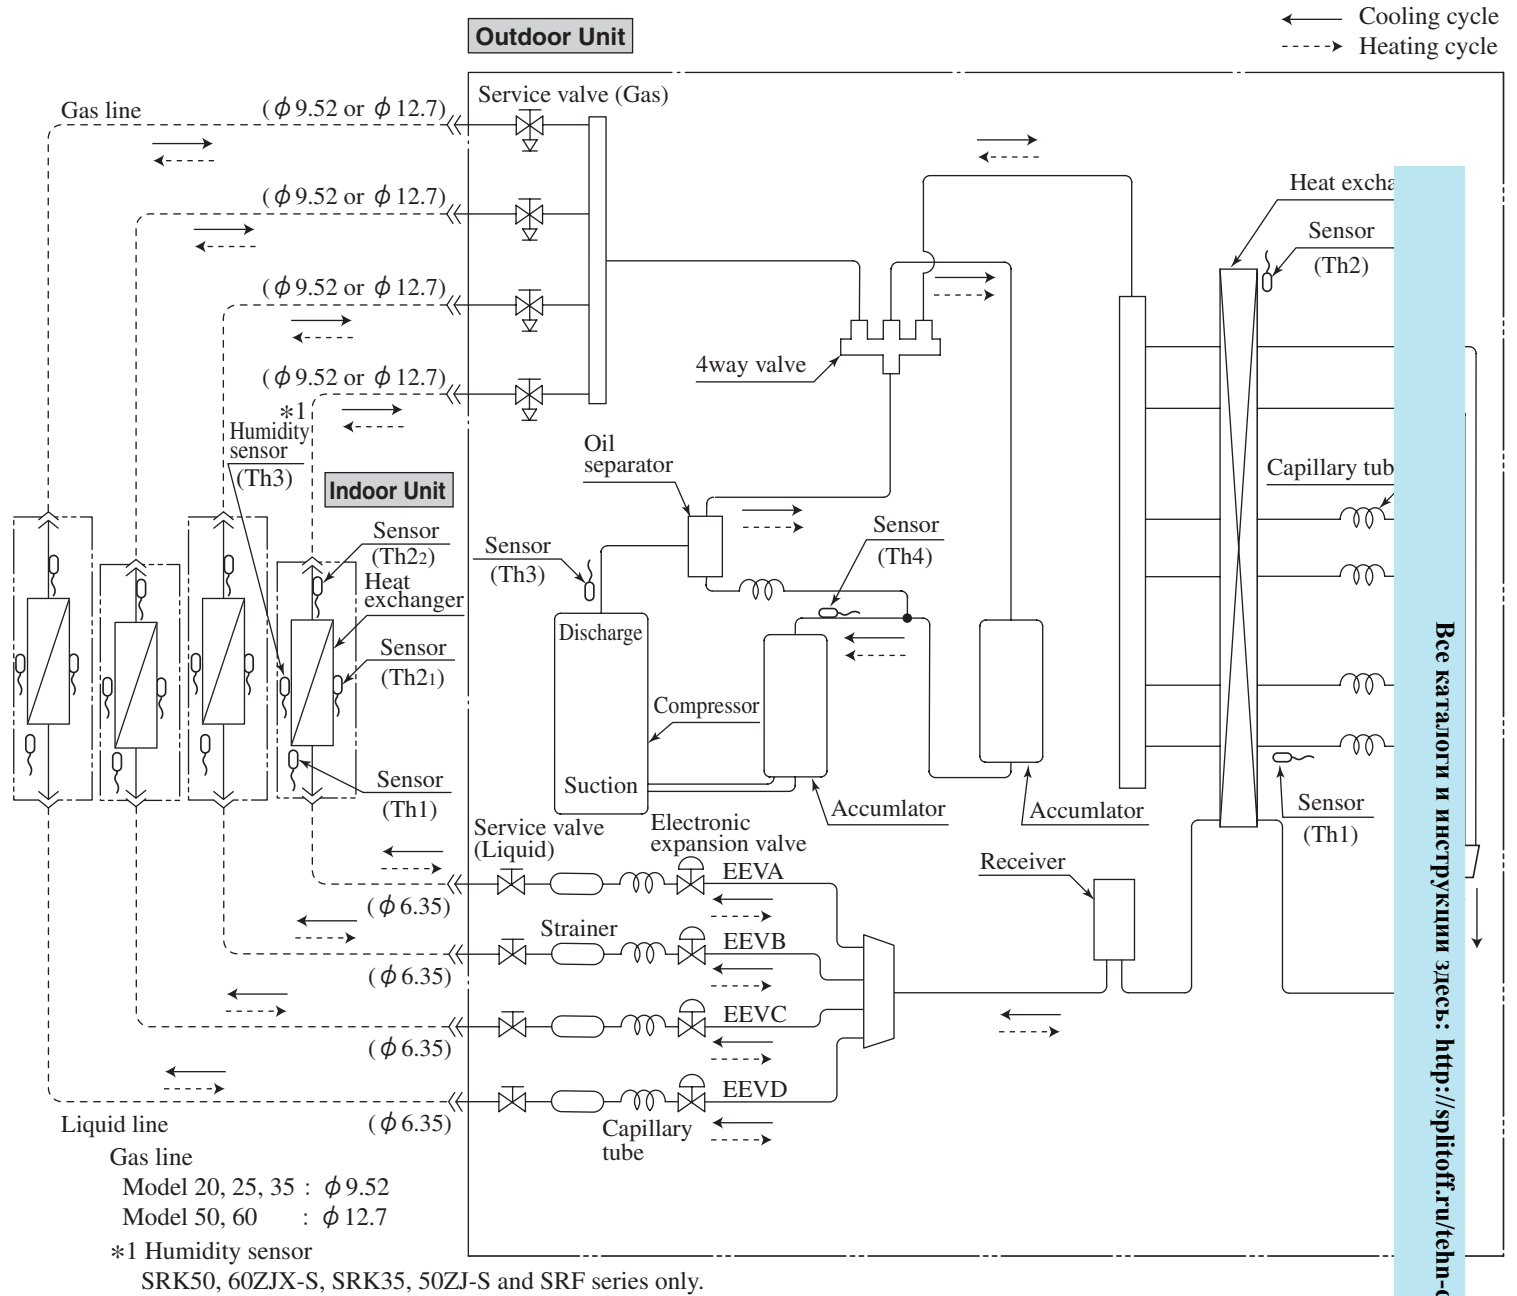 Cooling cycle
Heating cycle
Outdoor Unit
Service valve (Gas)
Gas line
(ϕ9.52 or ϕ12.7)
(ϕ9.52 or ϕ12.7)
(ϕ9.52 or ϕ12.7)
(ϕ9.52 or ϕ12.7)
Heat excha
Sensor
(Th2)
4way valve
*1
Humidity
sensor
(Th3)
Indoor Unit
Oil
separator
Capillary tub
Sensor
(Th3)
Sensor
(Th4)
Sensor
(Th22)
Heat
exchanger
Sensor
(Th21)
Sensor
(Th1)
Discharge
Compressor
Suction
Accumlator
Accumlator
Sensor
(Th1)
Service valve
(Liquid)
Electronic
expansion valve
Receiver
EEVA
(ϕ6.35)
Strainer
EEVB
(ϕ6.35)
EEVC
(ϕ6.35)
EEVD
(ϕ6.35)
Capillary
tube
Liquid line
Gas line
Model 20, 25, 35 : ϕ9.52
Model 50, 60 : ϕ12.7
*1 Humidity sensor
SRK50, 60ZJX-S, SRK35, 50ZJ-S and SRF series only.
Все каталоги и инструкции здесь: http://splitoff.ru/tehn-